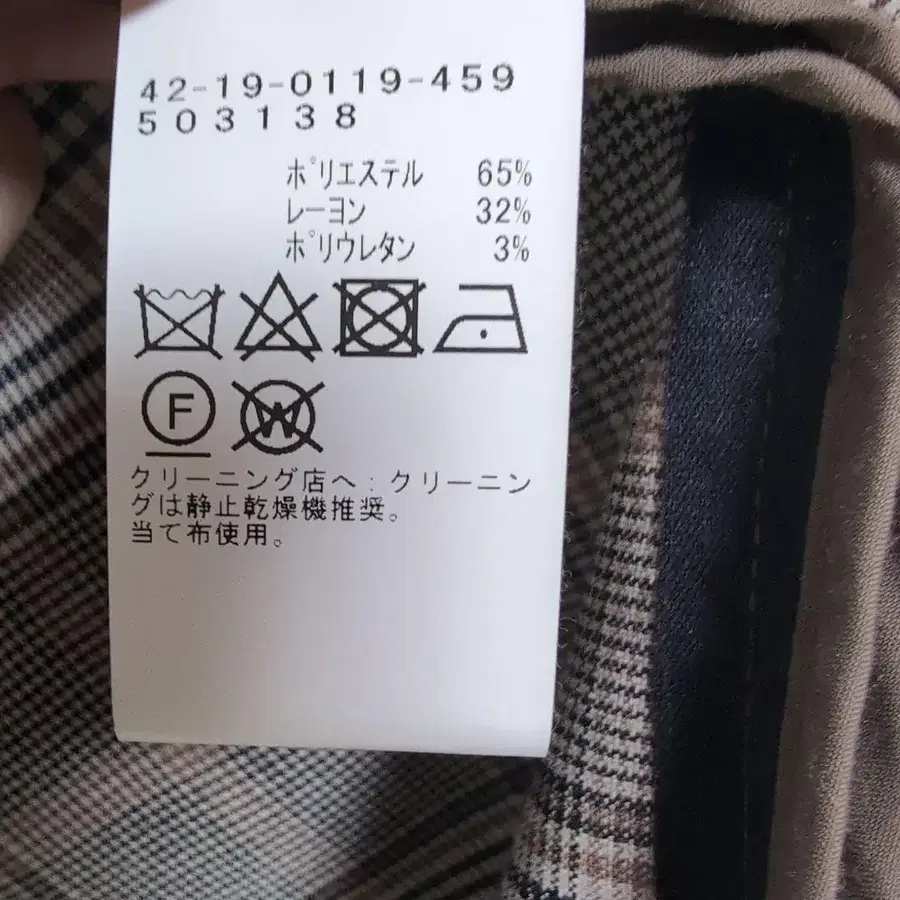 42-19-0119-459
503138
ポリエステル 65%
レーヨン 32%
ポリウレタン 3%
F W
クリーニング店へ:クリーニン
グは静止乾燥機推奨。
当て布使用。